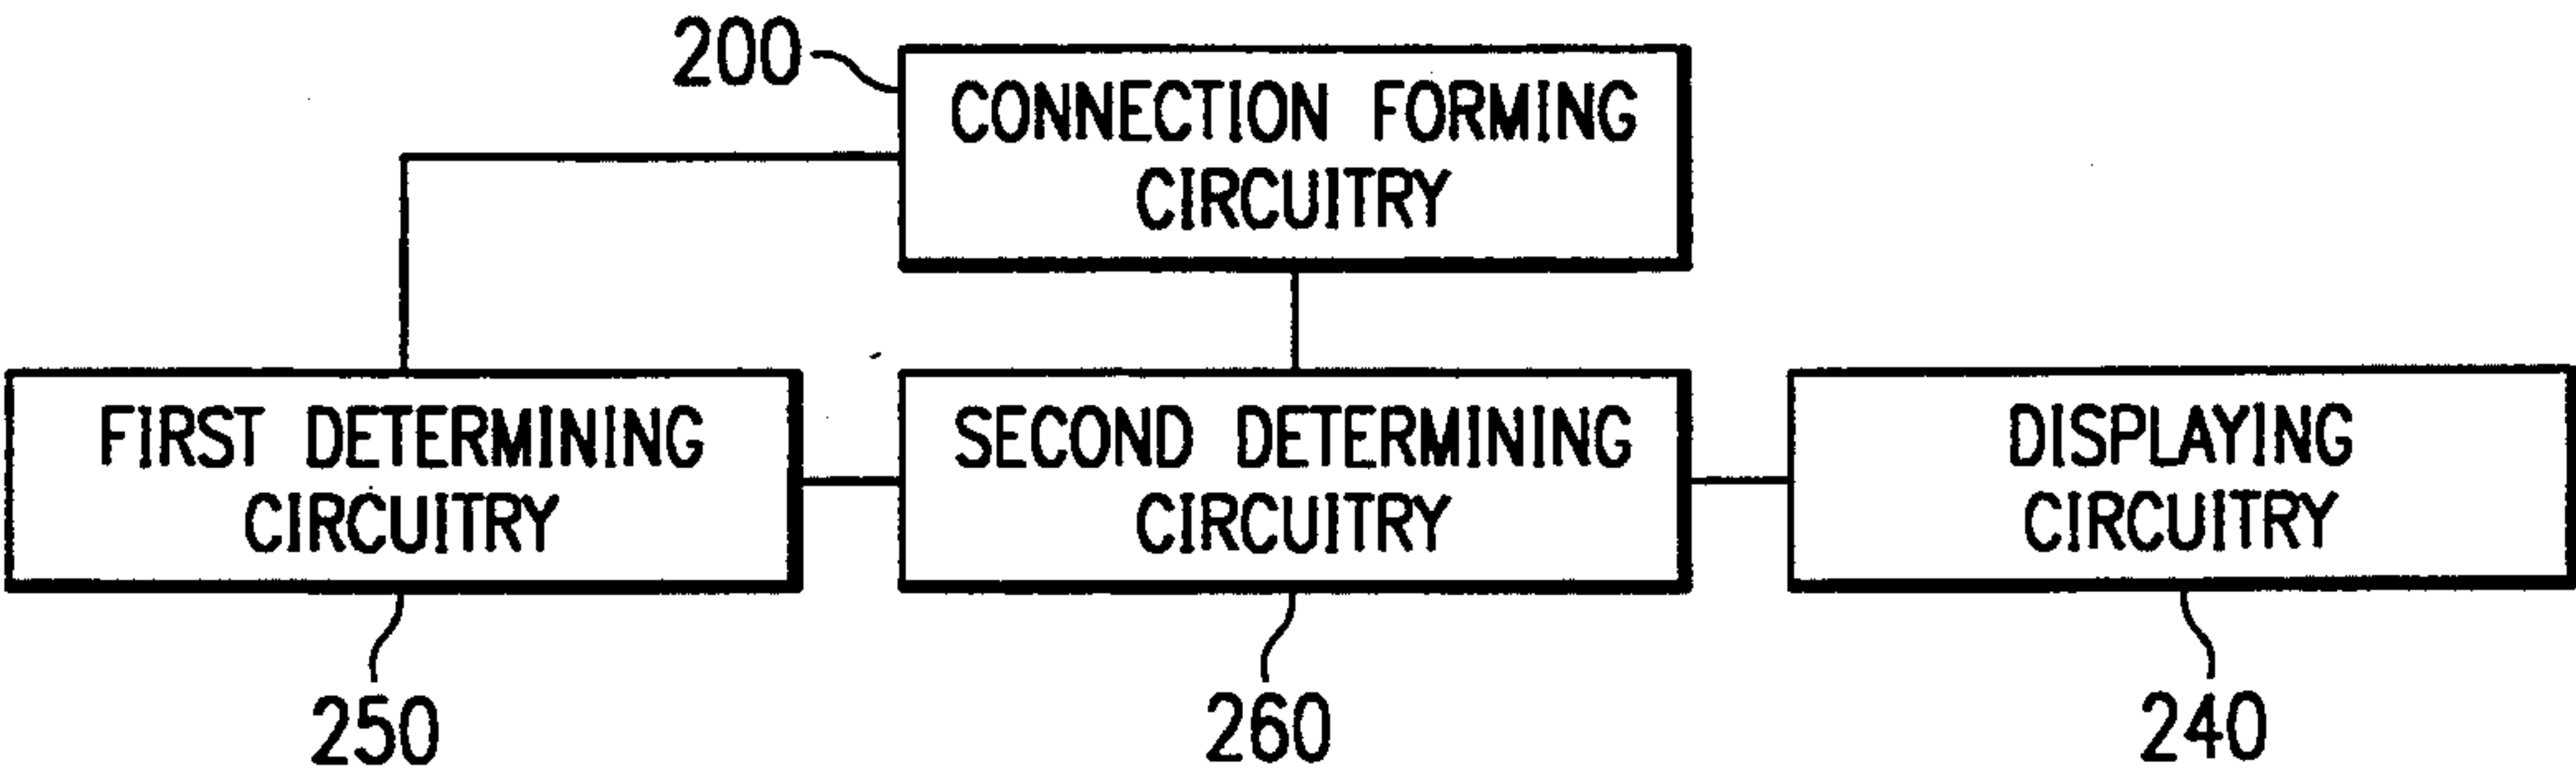 200
CONNECTION FORMING
CIRCUITRY
FIRST DETERMINING
CIRCUITRY
SECOND DETERMINING
CIRCUITRY
DISPLAYING
CIRCUITRY
250
260
240